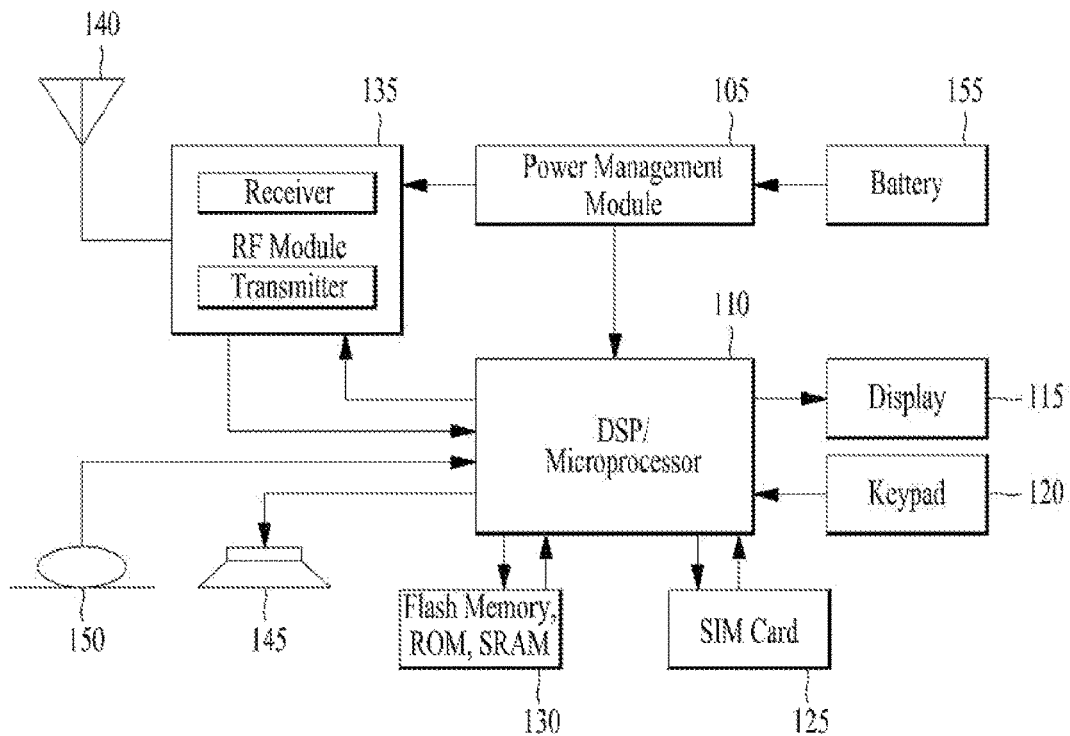 140
135
105
155
Receiver
RF Module
Transmitter
Power Management
Module
Battery
110
DSP/
Microprocessor
Display
115
Keypad
120
150
145
Flash Memory,
ROM, SRAM
130
SIM Card
125